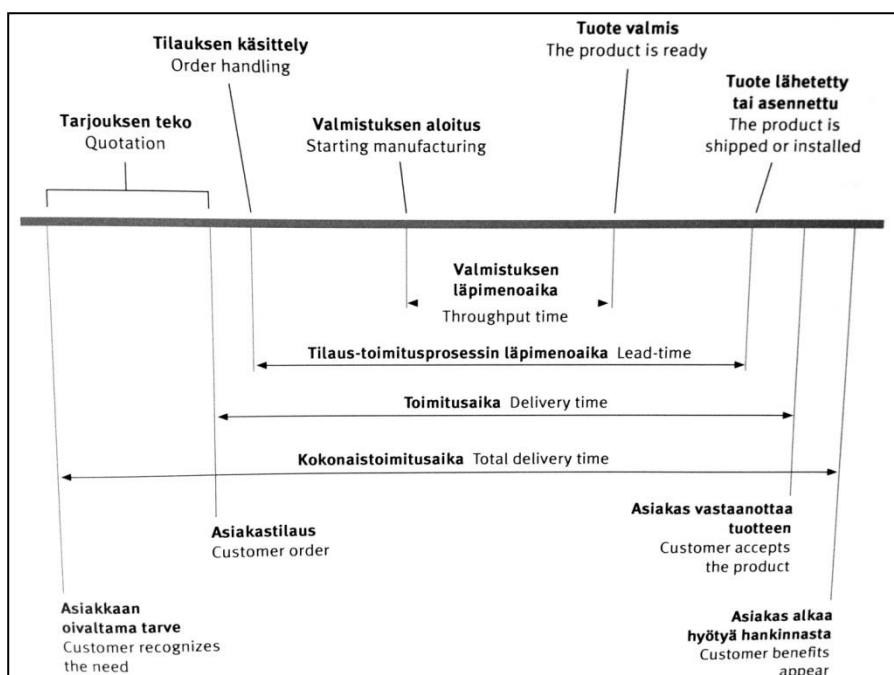 Tilauksen käsittely
Order handling
Tuote valmis
The product is ready
Tuote lähetetty
tai asennettu
The product is
shipped or installed
Tarjouksen teko
Quotation
Valmistuksen aloitus
Starting manufacturing
Valmistuksen
läpimenoaika
Throughput time
Tilaus-toimitusprosessin läpimenoaika Lead-time
Toimitusaika Delivery time
Kokonaistoimitusaika Total delivery time
Asiakastilaus
Customer order
Asiakas vastaanottaa
tuotteen
Customer accepts
the product
Asiakkaan
oivaltama tarve
Customer recognizes
the need
Asiakas alkaa
hyötyä hankinnasta
Customer benefits
appear